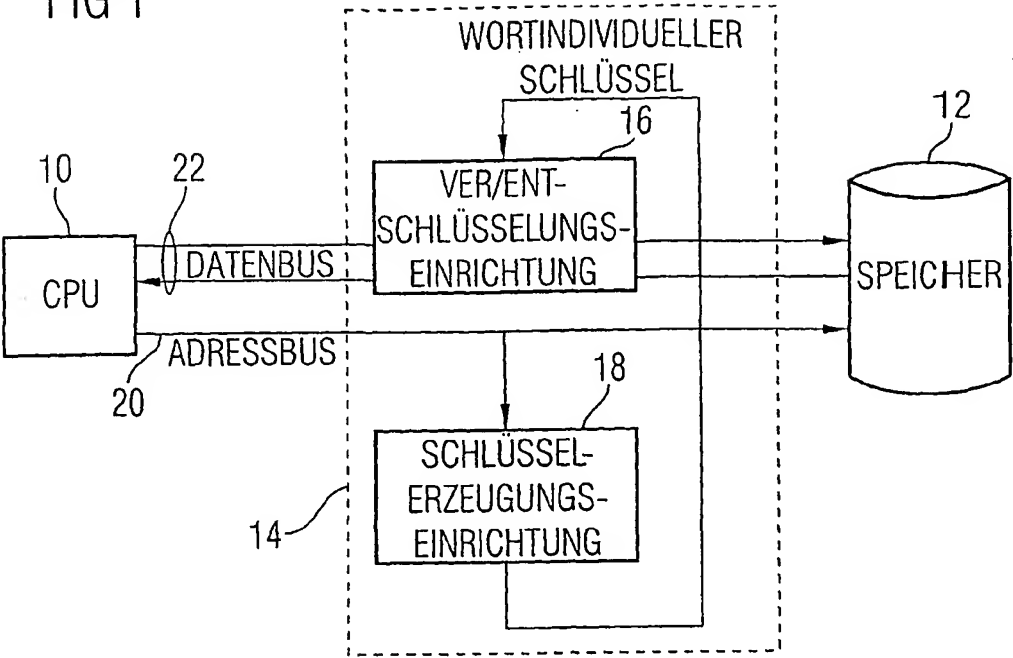 FIG 1
WORTINDIVIDUELLER
SCHLÜSSEL
16
12
10
22
VER/ENT-
SCHLÜSSELUNGS-
EINRICHTUNG
DATENBUS
CPU
SPEICHER
ADRESSBUS
20
18
SCHLÜSSEL-
ERZEUGUNGS-
EINRICHTUNG
14